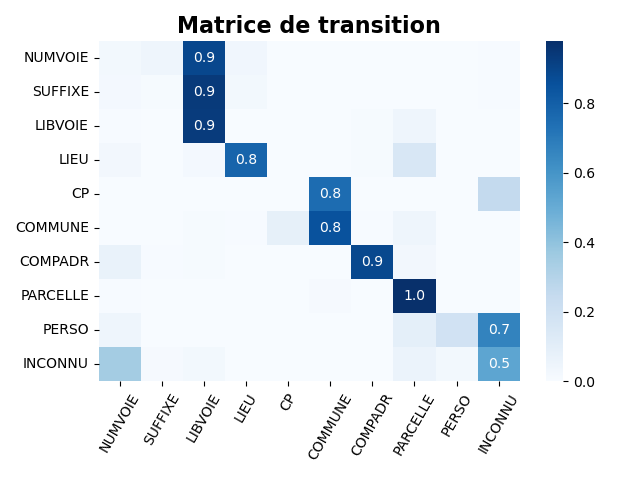 Matrice de transition
NUMVOIE 0.9
SUFFIXE 0.9
LIBVOIE 0.9
LIEU 0.8
CP 0.8
COMMUNE 0.8
COMPADR 0.9
PARCELLE 1.0
PERSO 0.7
INCONNU 0.5
NUMVOIE SUFFIXE LIBVOIE LIEU CP COMMUNE COMPADR PARCELLE PERSO INCONNU
0.8
0.6
0.4
0.2
0.0